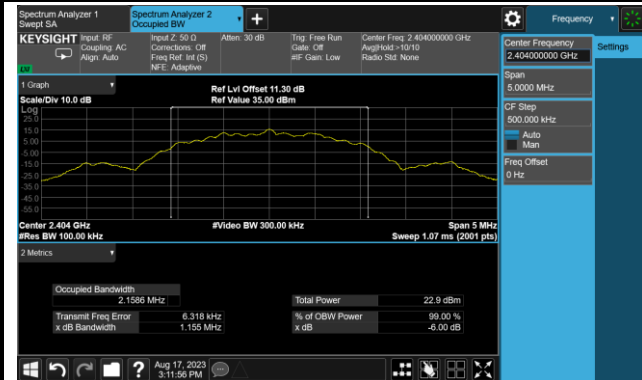 Spectrum Analyzer 1
Swept SA
Spectrum Analyzer 2
Occupied BW
Frequency
KEYSIGHT
Input: RF
Coupling: AC
Align: Auto
Input Z: 50 Ω
Corrections: Off
Freq Ref: Int (S)
NFE: Adaptive
Atten: 30 dB
Trig: Free Run
Gate: Off
#IF Gain: Low
Center Freq: 2.404000000 GHz
Avg|Hold:>10/10
Radio Std: None
Center Frequency
2.404000000 GHz
Settings
Span
5.0000 MHz
CF Step
500.000 kHz
Auto
Man
Freq Offset
0 Hz
1 Graph
Scale/Div 10.0 dB
Ref Lvl Offset 11.30 dB
Ref Value 35.00 dBm
Log
25.0
15.0
5.00
-5.00
-15.0
-25.0
-35.0
-45.0
-55.0
Center 2.404 GHz
#Video BW 300.00 kHz
Span 5 MHz
#Res BW 100.00 kHz
Sweep 1.07 ms (2001 pts)
2 Metrics
Occupied Bandwidth
2.1586 MHz
Total Power 22.9 dBm
Transmit Freq Error 6.318 kHz
% of OBW Power 99.00 %
x dB Bandwidth 1.155 MHz
x dB -6.00 dB
Aug 17, 2023
3:11:56 PM